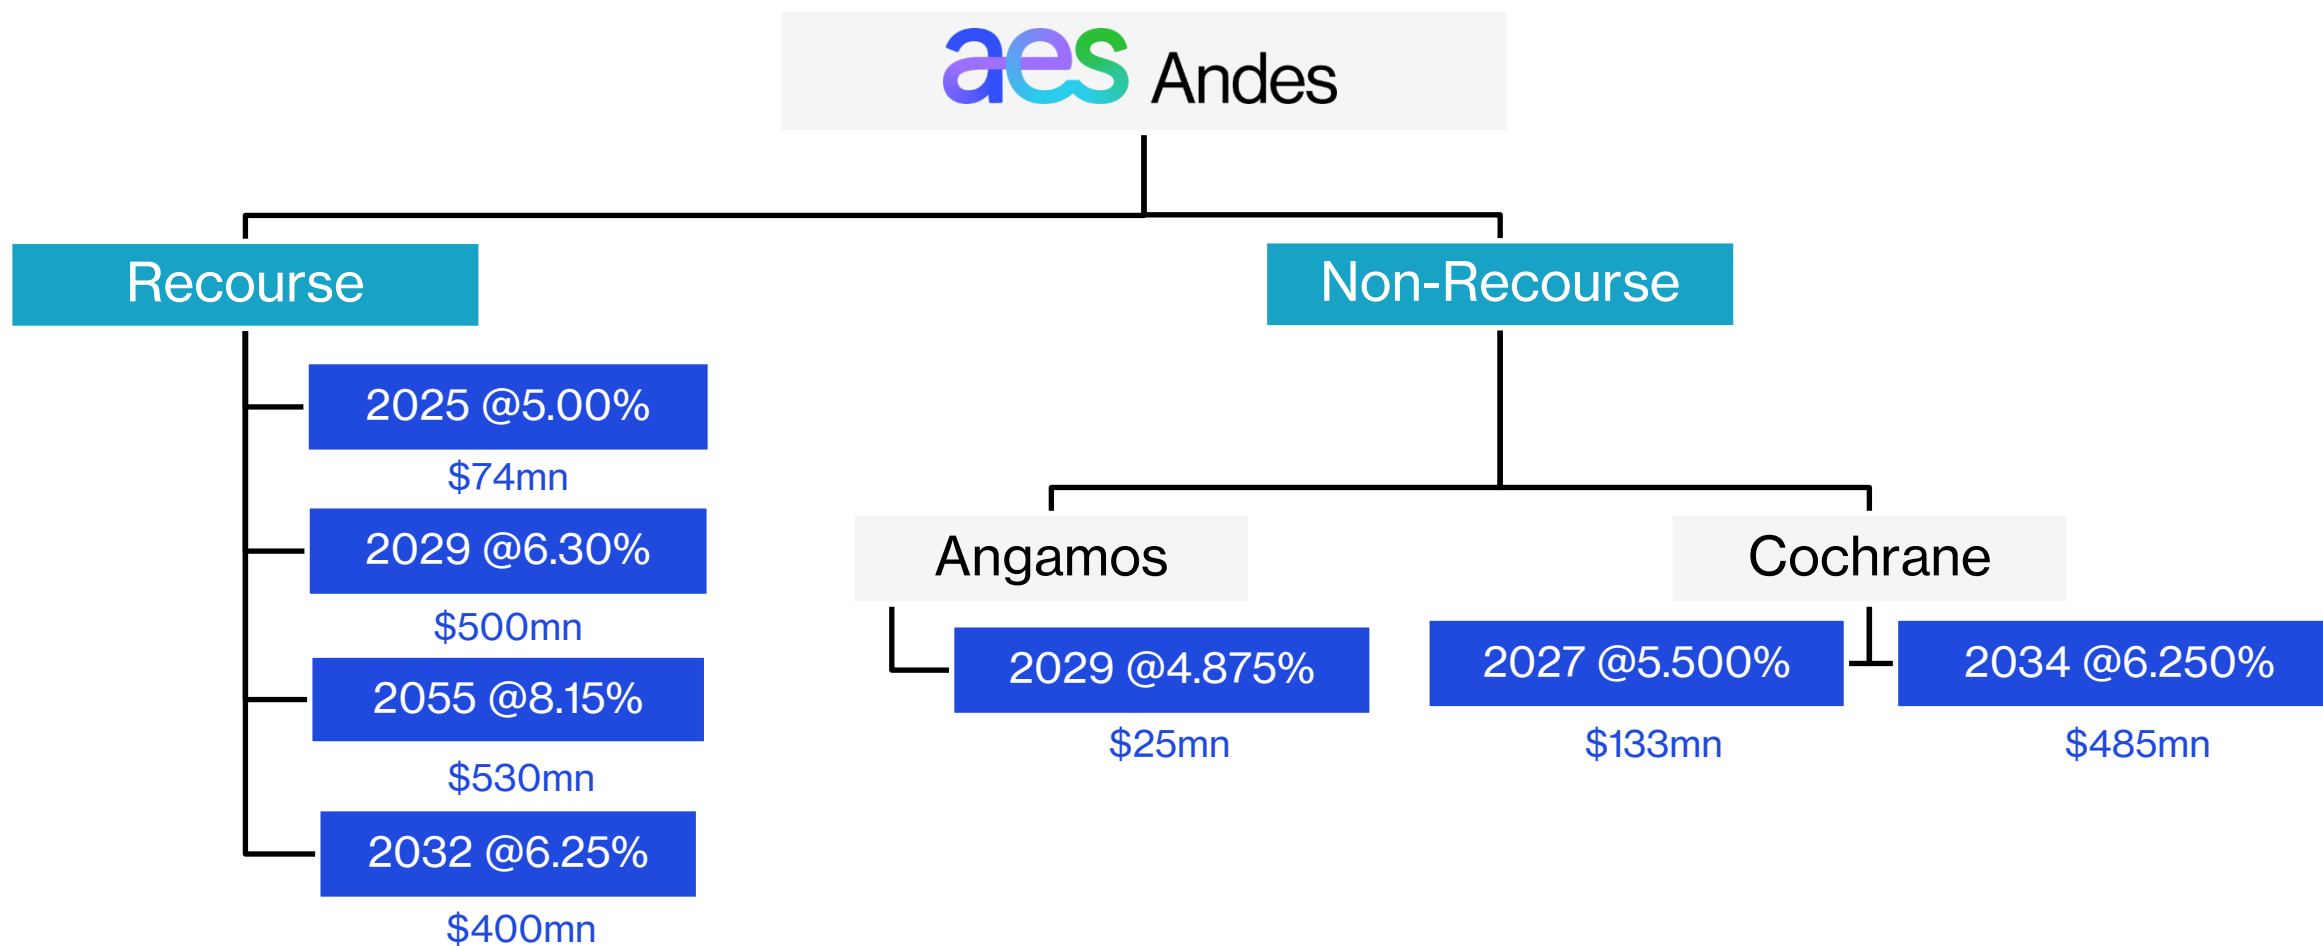 aes Andes
Recourse
Non-Recourse
2025 @5.00%
$74mn
2029 @6.30%
$500mn
2055 @8.15%
$530mn
2032 @6.25%
$400mn
Angamos
2029 @4.875%
$25mn
Cochrane
2027 @5.500%
$133mn
2034 @6.250%
$485mn